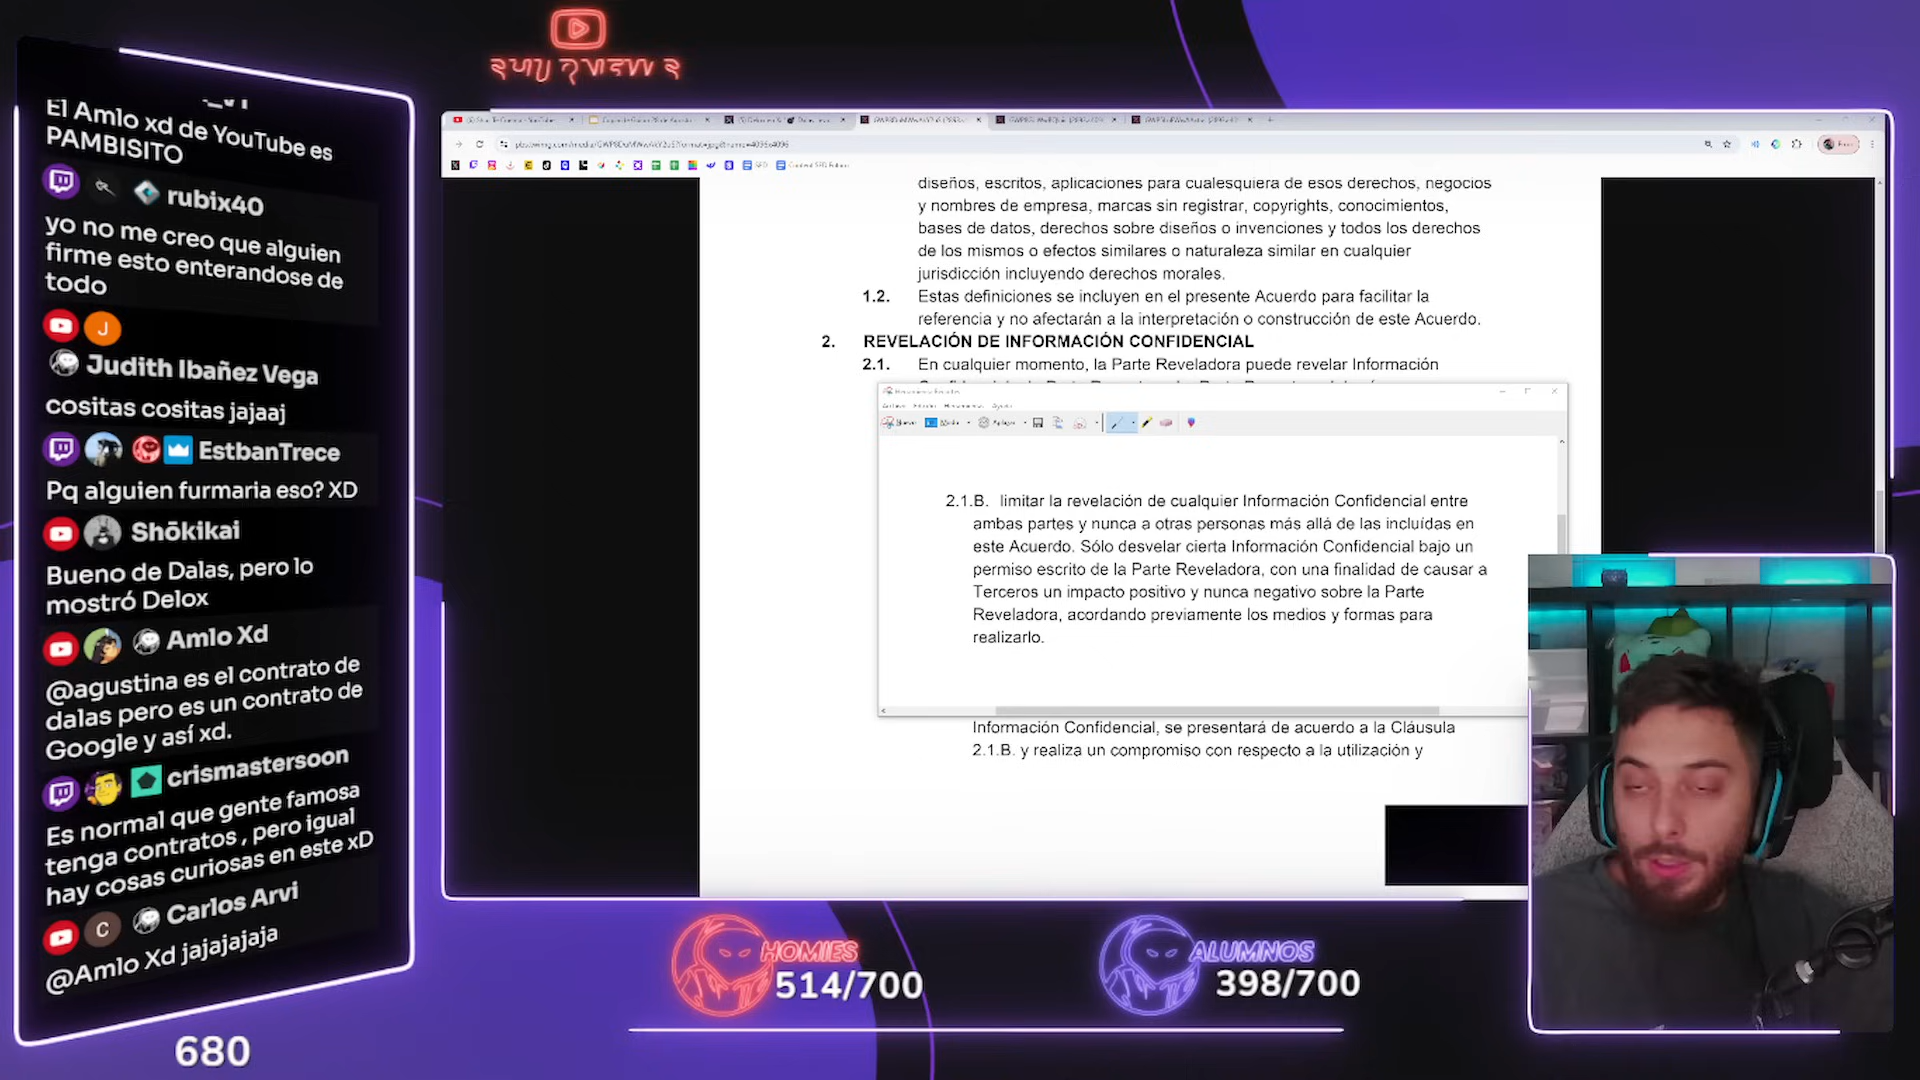 El Amlo xd de YouTube es
PAMBISITO
rubix40
yo no me creo que alguien
firme esto enterandose de
todo
J
Judith Ibañez Vega
cositas cositas jajaaj
EstbanTrece
Pq alguien furmaria eso? XD
Shōkikai
Bueno de Dalas, pero lo
mostró Delox
Amlo Xd
@agustina es el contrato de
dalas pero es un contrato de
Google y así xd.
crismastersoon
Es normal que gente famosa
tenga contratos , pero igual
hay cosas curiosas en este xD
C
Carlos Arvi
@Amlo Xd jajajajaja
680
diseños, escritos, aplicaciones para cualesquiera de esos derechos, negocios
y nombres de empresa, marcas sin registrar, copyrights, conocimientos,
bases de datos, derechos sobre diseños o invenciones y todos los derechos
de los mismos o efectos similares o naturaleza similar en cualquier
jurisdicción incluyendo derechos morales.
1.2. Estas definiciones se incluyen en el presente Acuerdo para facilitar la
referencia y no afectarán a la interpretación o construcción de este Acuerdo.
2. REVELACIÓN DE INFORMACIÓN CONFIDENCIAL
2.1. En cualquier momento, la Parte Reveladora puede revelar Información
2.1.B. limitar la revelación de cualquier Información Confidencial entre
ambas partes y nunca a otras personas más allá de las incluídas en
este Acuerdo. Sólo desvelar cierta Información Confidencial bajo un
permiso escrito de la Parte Reveladora, con una finalidad de causar a
Terceros un impacto positivo y nunca negativo sobre la Parte
Reveladora, acordando previamente los medios y formas para
realizarlo.
Información Confidencial, se presentará de acuerdo a la Cláusula
2.1.B. y realiza un compromiso con respecto a la utilización y
HOMIES
514/700
ALUMNOS
398/700